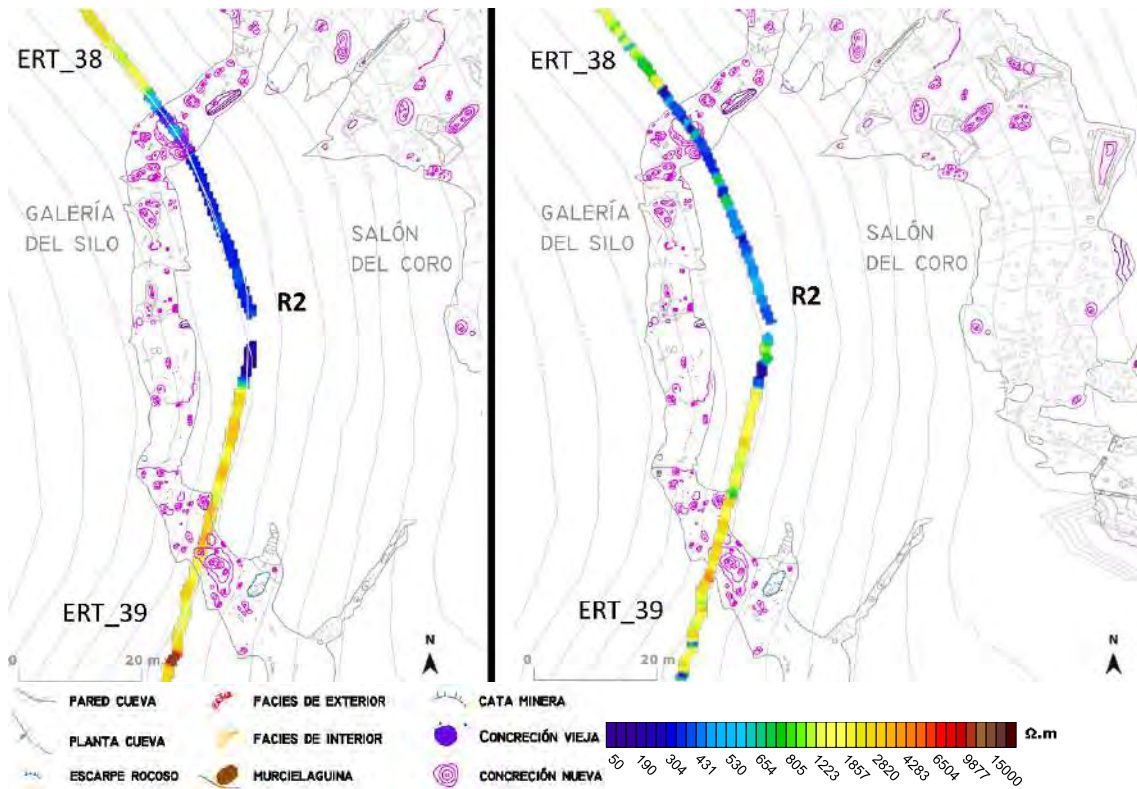 ERT_38
GALERÍA
DEL SILO
SALÓN
DEL CORO
R2
ERT_39
N
0
20 m
ERT_38
GALERÍA
DEL SILO
SALÓN
DEL CORO
R2
ERT_39
N
0
20 m
PARED CUEVA
FACIES DE EXTERIOR
CATA MINERA
PLANTA CUEVA
FACIES DE INTERIOR
CONCRECIÓN VIEJA
ESCARPE ROCOSO
MURCIELAGUINA
CONCRECIÓN NUEVA
Ω.m
50 190 304 431 530 654 805 1223 1857 2820 4283 6504 9877 15000